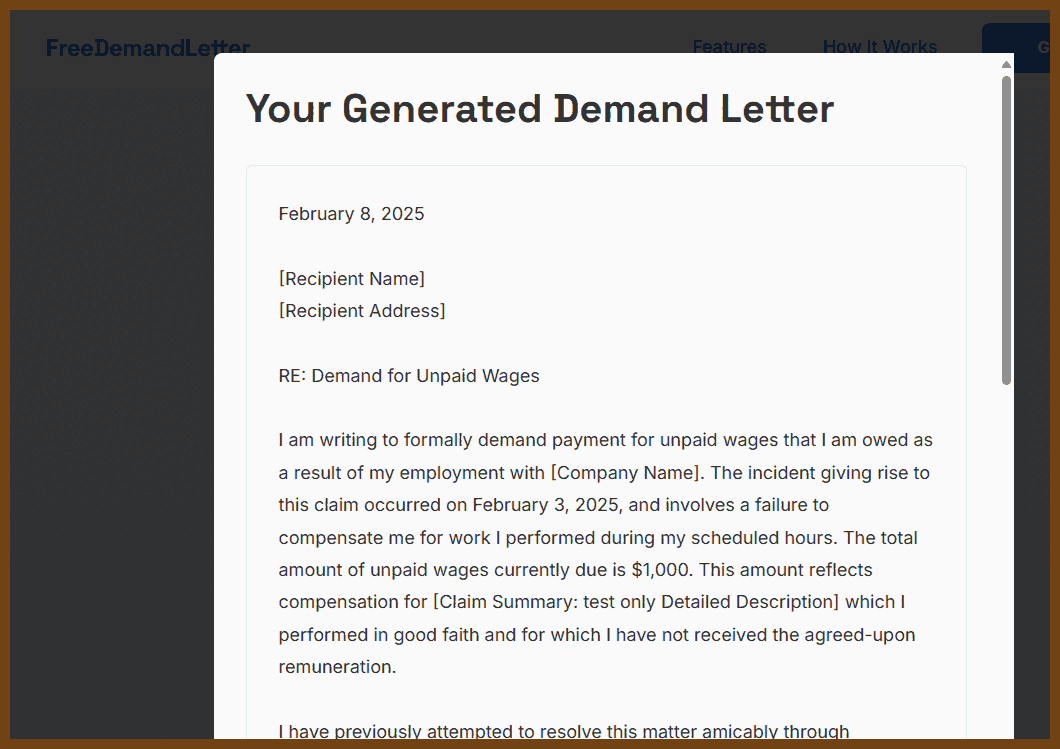 FreeDemandLetter
Features
How It Works
G
Your Generated Demand Letter
February 8, 2025
[Recipient Name]
[Recipient Address]
RE: Demand for Unpaid Wages
I am writing to formally demand payment for unpaid wages that I am owed as
a result of my employment with [Company Name]. The incident giving rise to
this claim occurred on February 3, 2025, and involves a failure to
compensate me for work I performed during my scheduled hours. The total
amount of unpaid wages currently due is $1,000. This amount reflects
compensation for [Claim Summary: test only Detailed Description] which I
performed in good faith and for which I have not received the agreed-upon
remuneration.
I have previously attempted to resolve this matter amicably through